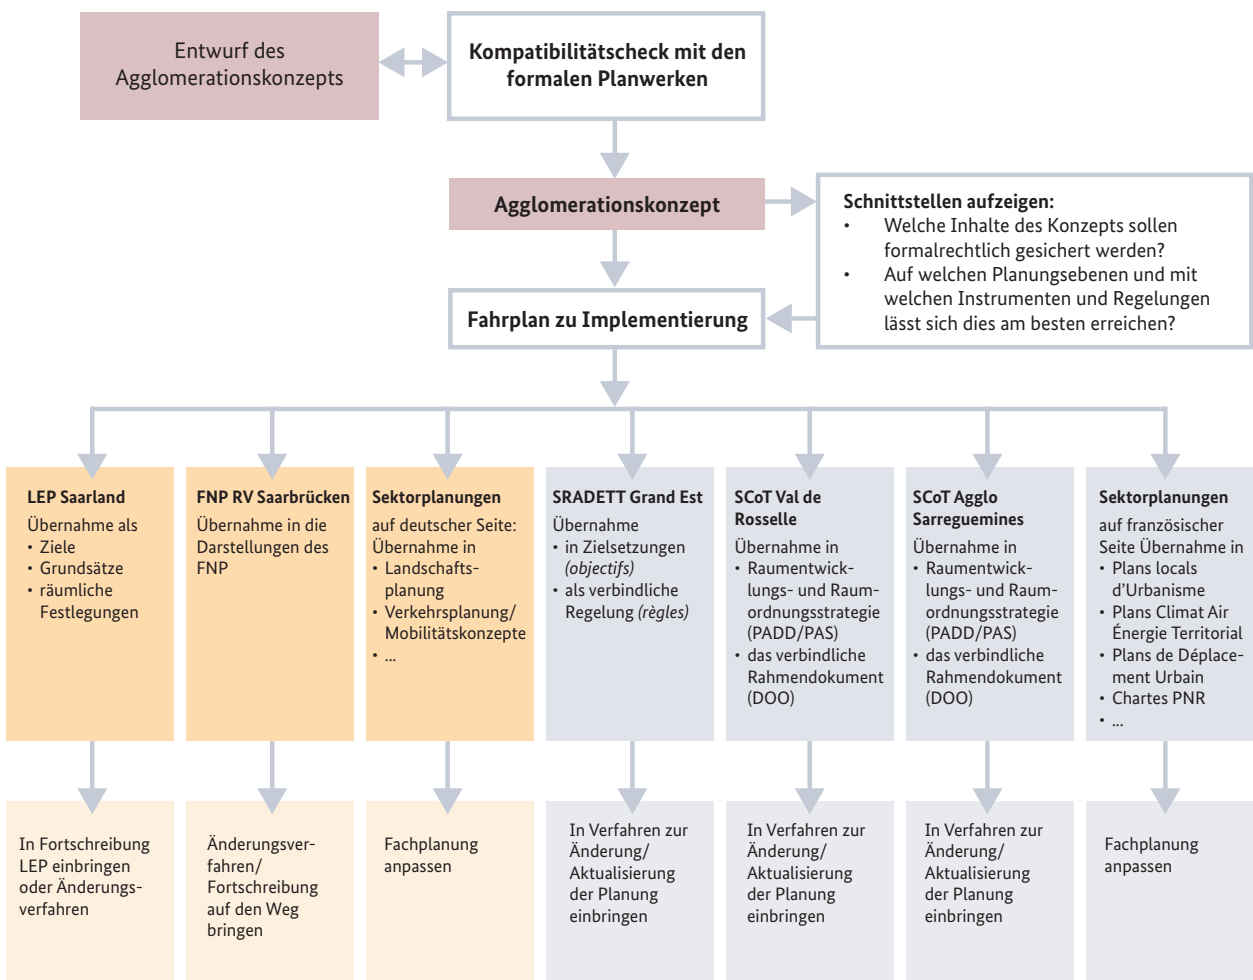 Entwurf des
Agglomerationskonzepts
Kompatibilitätscheck mit den
formalen Planwerken
Agglomerationskonzept
Schnittstellen aufzeigen:
• Welche Inhalte des Konzepts sollen
formalrechtlich gesichert werden?
• Auf welchen Planungsebenen und mit
welchen Instrumenten und Regelungen
lässt sich dies am besten erreichen?
Fahrplan zu Implementierung
LEP Saarland
Übernahme als
• Ziele
• Grundsätze
• räumliche
Festlegungen
FNP RV Saarbrücken
Übernahme in die
Darstellungen des
FNP
Sektorplanungen
auf deutscher Seite:
Übernahme in
• Landschafts-
planung
• Verkehrsplanung/
Mobilitätskonzepte
• ...
SRADETT Grand Est
Übernahme
• in Zielsetzungen
(objectifs)
• als verbindliche
Regelung (règles)
SCoT Val de
Rosselle
Übernahme in
• Raumentwick-
lungs- und Raum-
ordnungsstrategie
(PADD/PAS)
• das verbindliche
Rahmendokument
(DOO)
SCoT Agglo
Sarreguemines
Übernahme in
• Raumentwick-
lungs- und Raum-
ordnungsstrategie
(PADD/PAS)
• das verbindliche
Rahmendokument
(DOO)
Sektorplanungen
auf französischer
Seite Übernahme in
• Plans locals
d'Urbanisme
• Plans Climat Air
Énergie Territorial
• Plans de Déplace-
ment Urbain
• Chartes PNR
• ...
In Fortschreibung
LEP einbringen
oder Änderungs-
verfahren
Änderungsver-
fahren/
Fortschreibung
auf den Weg
bringen
Fachplanung
anpassen
In Verfahren zur
Änderung/
Aktualisierung
der Planung
einbringen
In Verfahren zur
Änderung/
Aktualisierung
der Planung
einbringen
In Verfahren zur
Änderung/
Aktualisierung
der Planung
einbringen
Fachplanung
anpassen